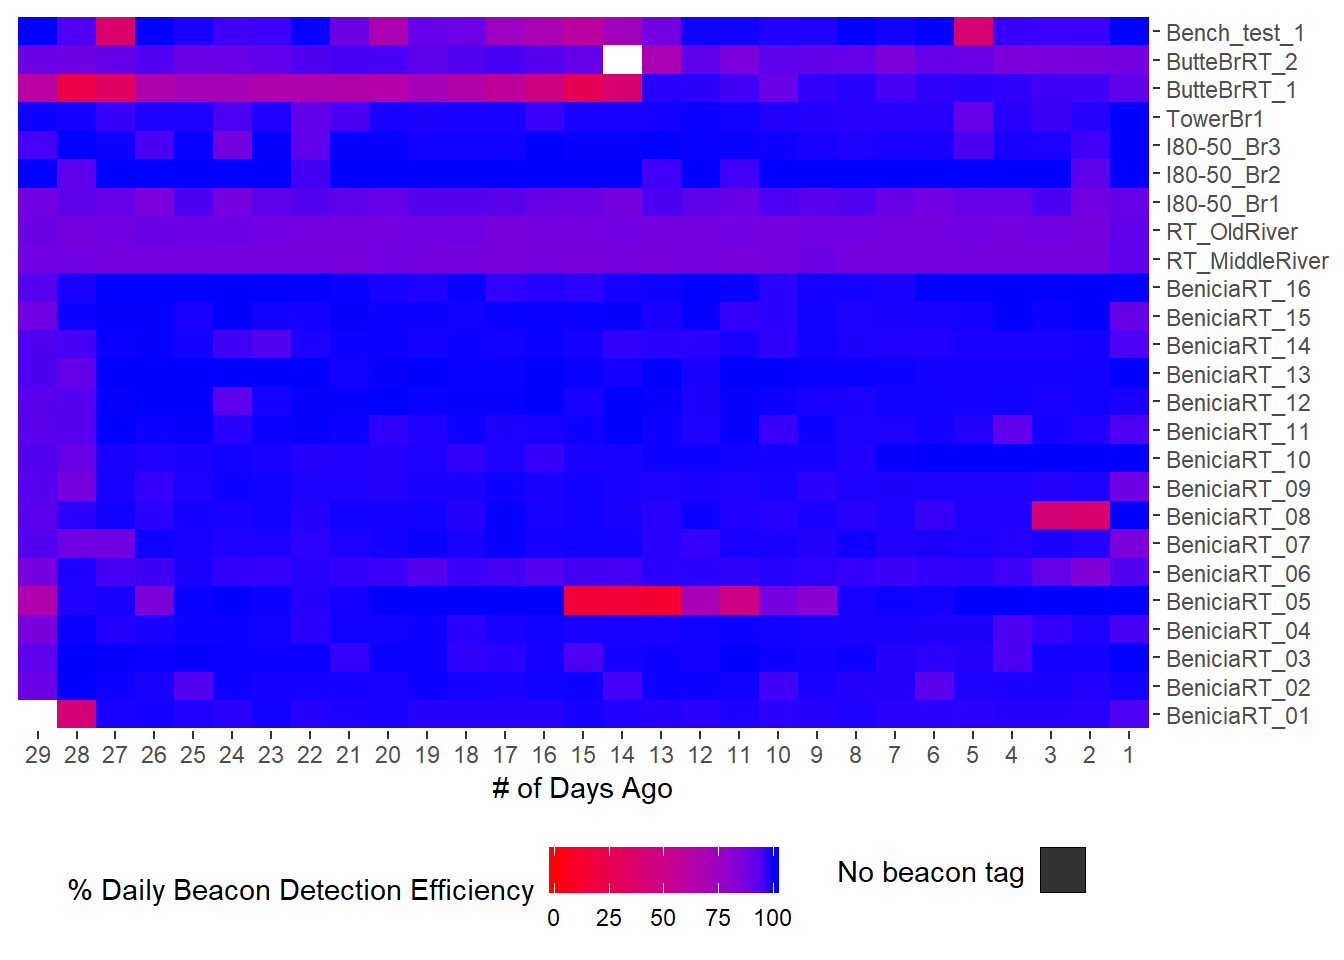 Bench_test_1
ButteBrRT_2
ButteBrRT_1
TowerBr1
I80-50_Br3
I80-50_Br2
I80-50_Br1
RT_OldRiver
RT_MiddleRiver
BeniciaRT_16
BeniciaRT_15
BeniciaRT_14
BeniciaRT_13
BeniciaRT_12
BeniciaRT_11
BeniciaRT_10
BeniciaRT_09
BeniciaRT_08
BeniciaRT_07
BeniciaRT_06
BeniciaRT_05
BeniciaRT_04
BeniciaRT_03
BeniciaRT_02
BeniciaRT_01
29 28 27 26 25 24 23 22 21 20 19 18 17 16 15 14 13 12 11 10 9 8 7 6 5 4 3 2 1
# of Days Ago
% Daily Beacon Detection Efficiency
0 25 50 75 100
No beacon tag